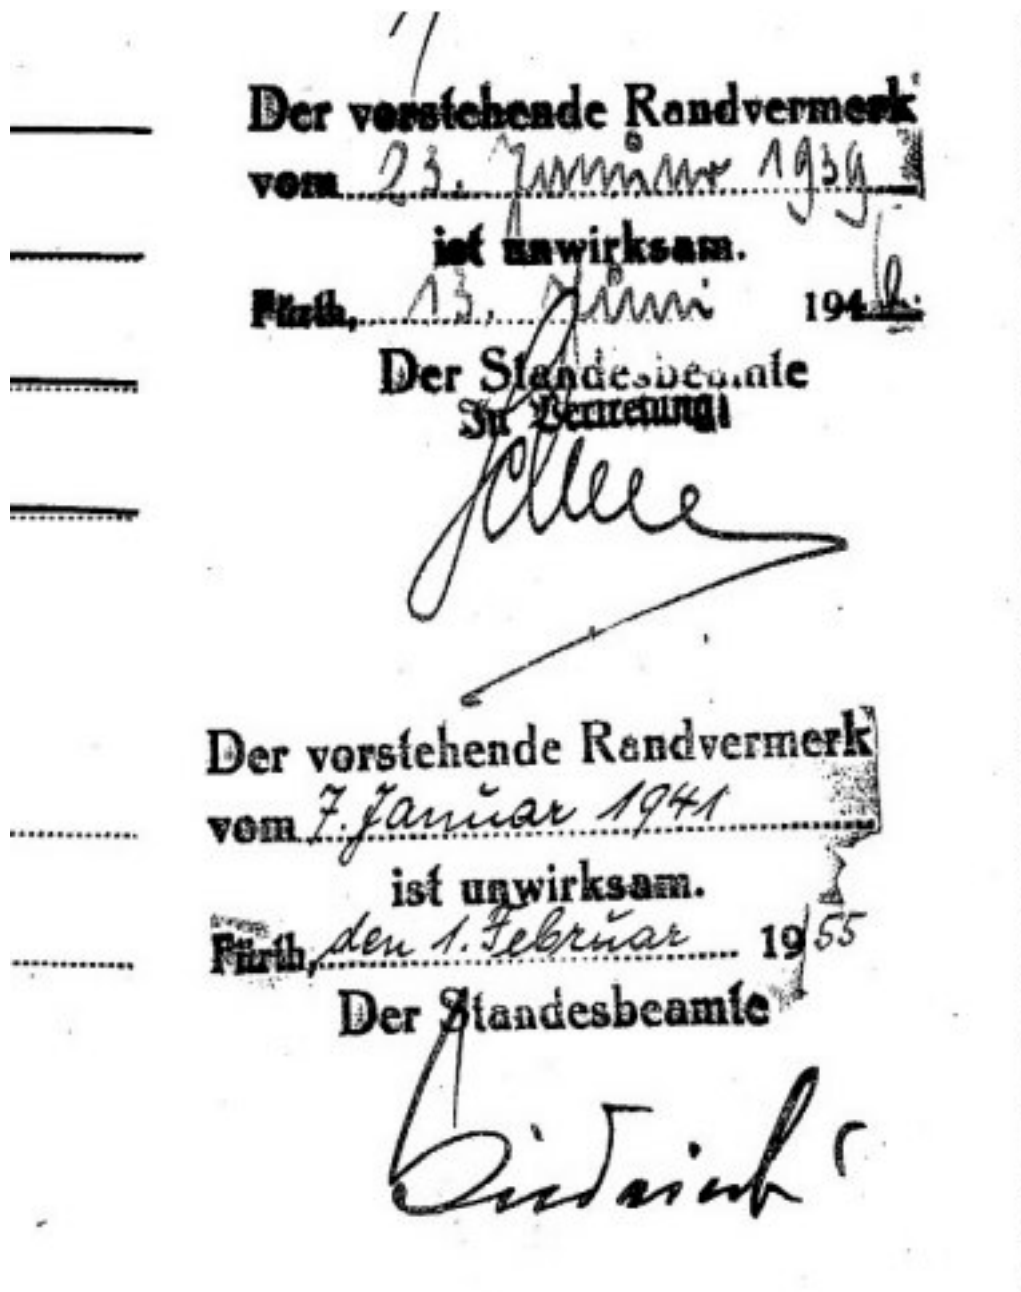 Der vorstehende Randvermerk
vom 23. Januar 1939
ist unwirksam.
Fürth, 13. Juni 194
Der Standesbeamte
In Vertretung
Der vorstehende Randvermerk
vom 7. Januar 1941
ist unwirksam.
Fürth, den 1. Februar 1955
Der Standesbeamte